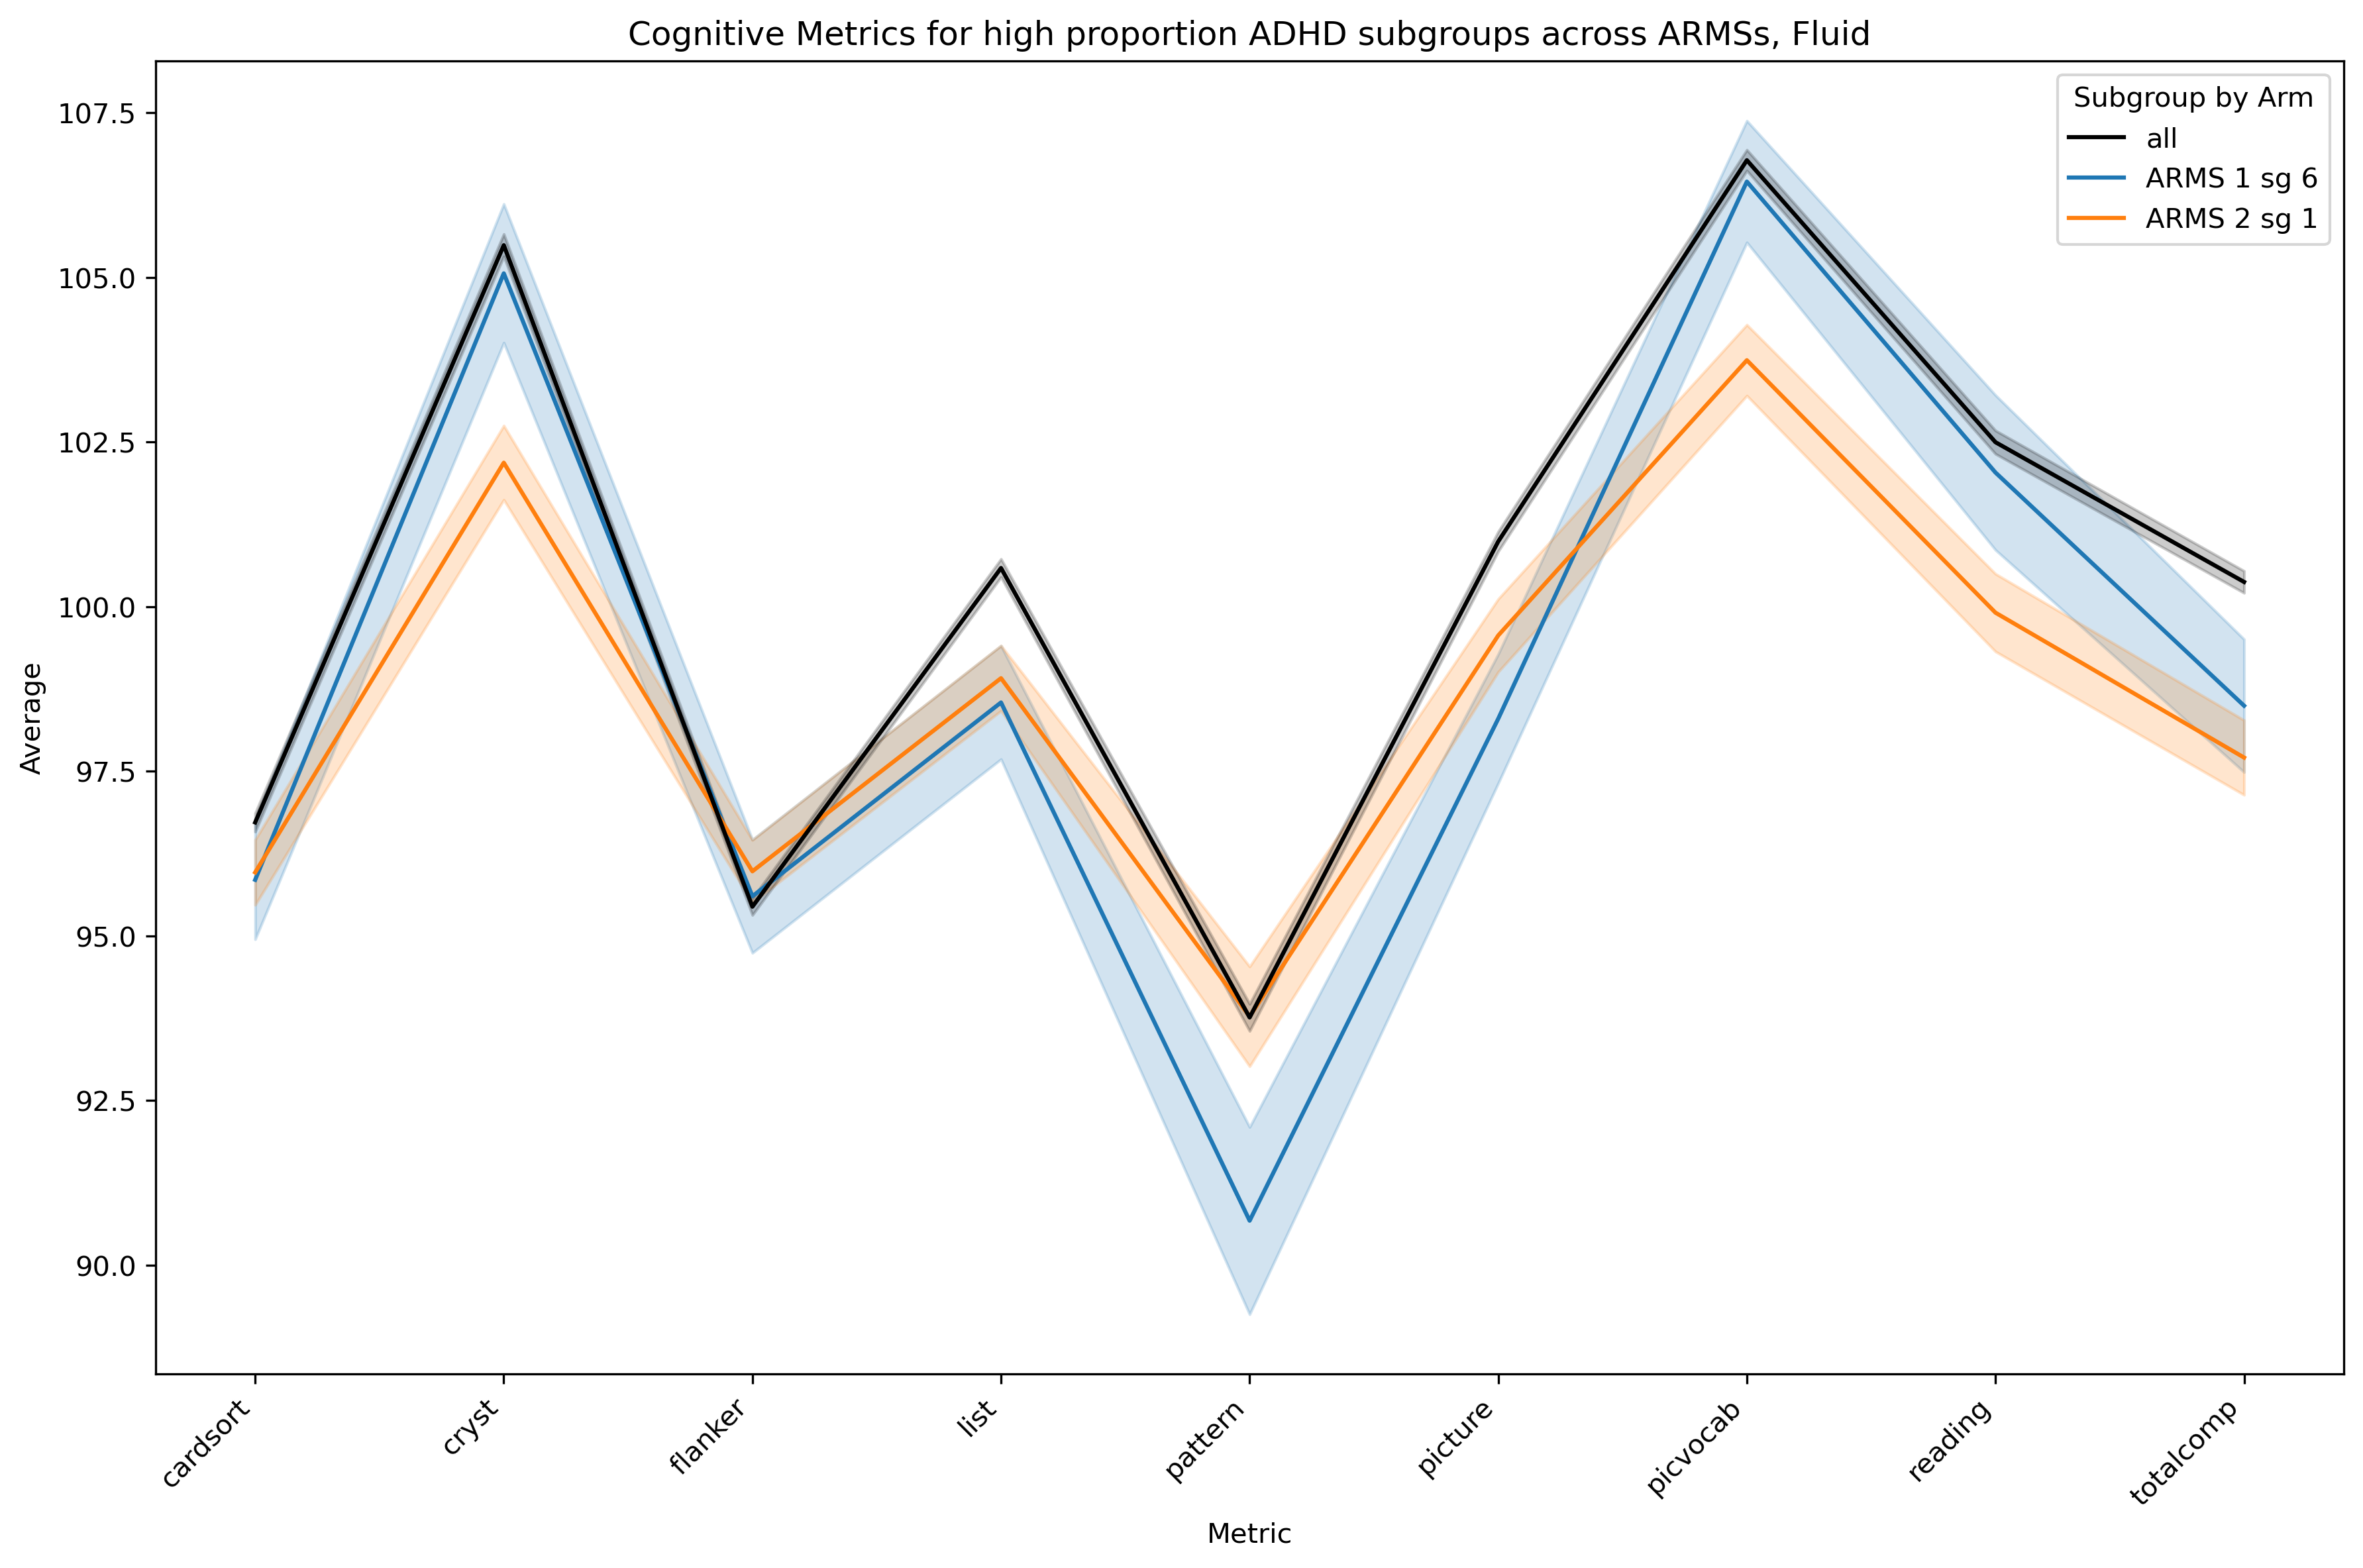 Cognitive Metrics for high proportion ADHD subgroups across ARMSs, Fluid
Subgroup by Arm
all
ARMS 1 sg 6
ARMS 2 sg 1
Average
107.5
105.0
102.5
100.0
97.5
95.0
92.5
90.0
cardsort
cryst
flanker
list
pattern
picture
picvocab
reading
totalcomp
Metric